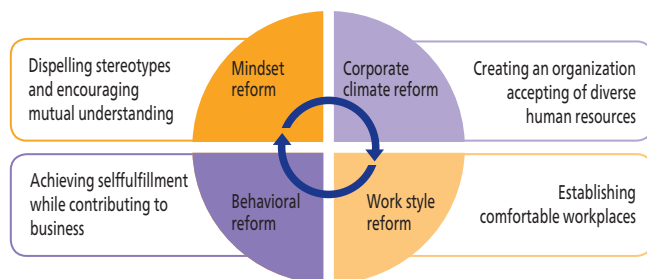 Dispelling stereotypes
and encouraging
mutual understanding
Mindset
reform
Corporate
climate reform
Creating an organization
accepting of diverse
human resources
Achieving selffulfillment
while contributing to
business
Behavioral
reform
Work style
reform
Establishing
comfortable workplaces